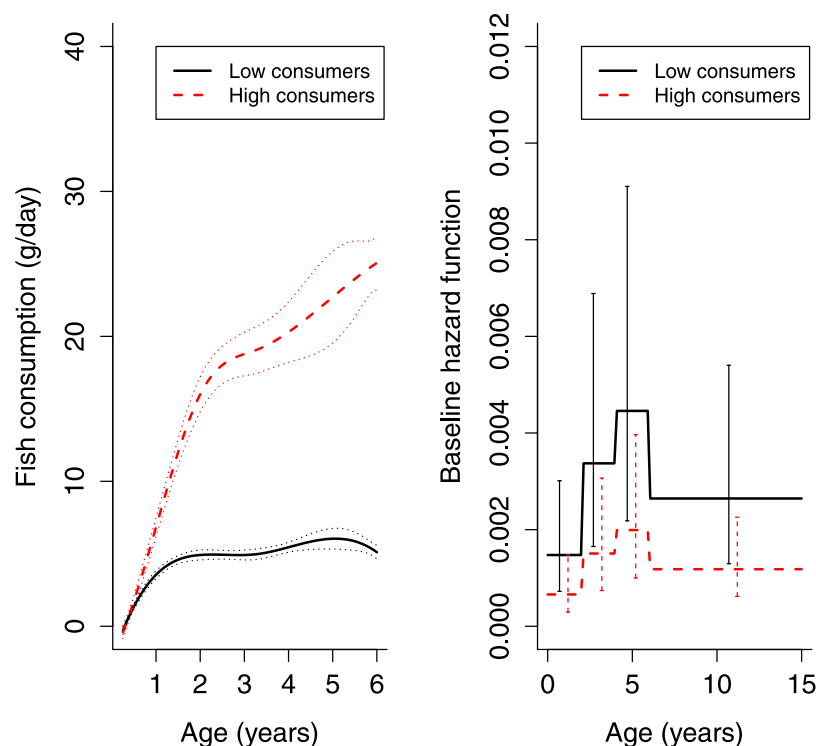 Fish consumption (g/day)
40
30
20
10
0
Low consumers
High consumers
1 2 3 4 5 6
Age (years)
Baseline hazard function
0.012
0.010
0.008
0.006
0.004
0.002
0.000
Low consumers
High consumers
0 5 10 15
Age (years)